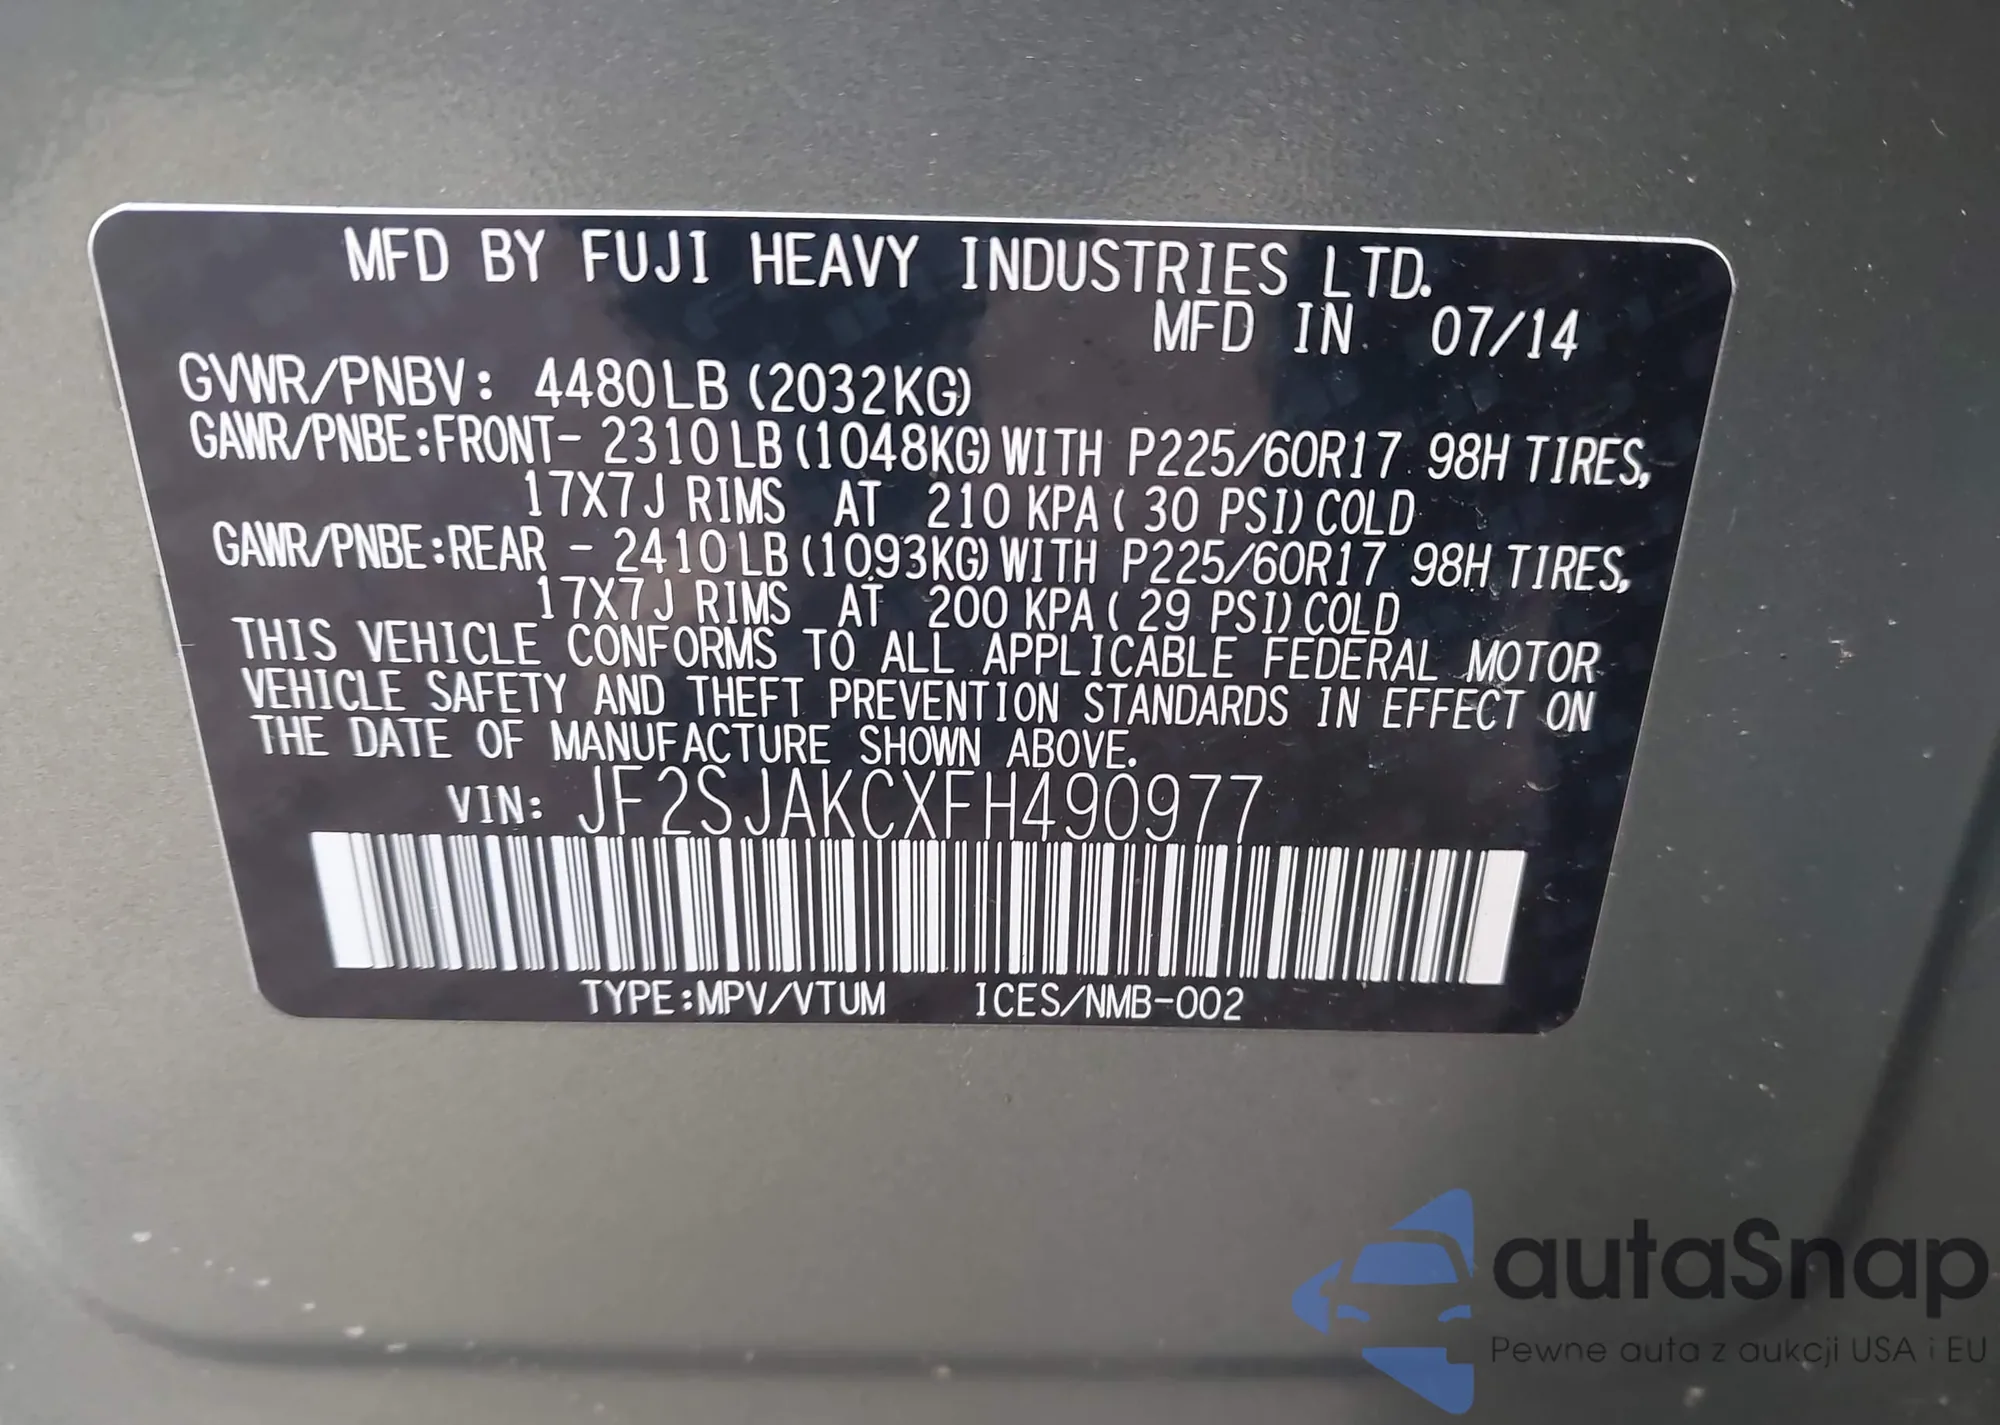 MFD BY FUJI HEAVY INDUSTRIES LTD.
MFD IN 07/14
GVWR/PNBV: 4480LB (2032KG)
GAWR/PNBE:FRONT- 2310LB (1048KG) WITH P225/60R17 98H TIRES,
17X7J RIMS AT 210 KPA ( 30 PSI) COLD
GAWR/PNBE:REAR - 2410LB (1093KG) WITH P225/60R17 98H TIRES,
17X7J RIMS AT 200 KPA ( 29 PSI) COLD
THIS VEHICLE CONFORMS TO ALL APPLICABLE FEDERAL MOTOR
VEHICLE SAFETY AND THEFT PREVENTION STANDARDS IN EFFECT ON
THE DATE OF MANUFACTURE SHOWN ABOVE.
VIN: JF2SJAKCXFH490977
TYPE:MPV/VTUM ICES/NMB-002
autaSnap
Pewne auta z aukcji USA i EU